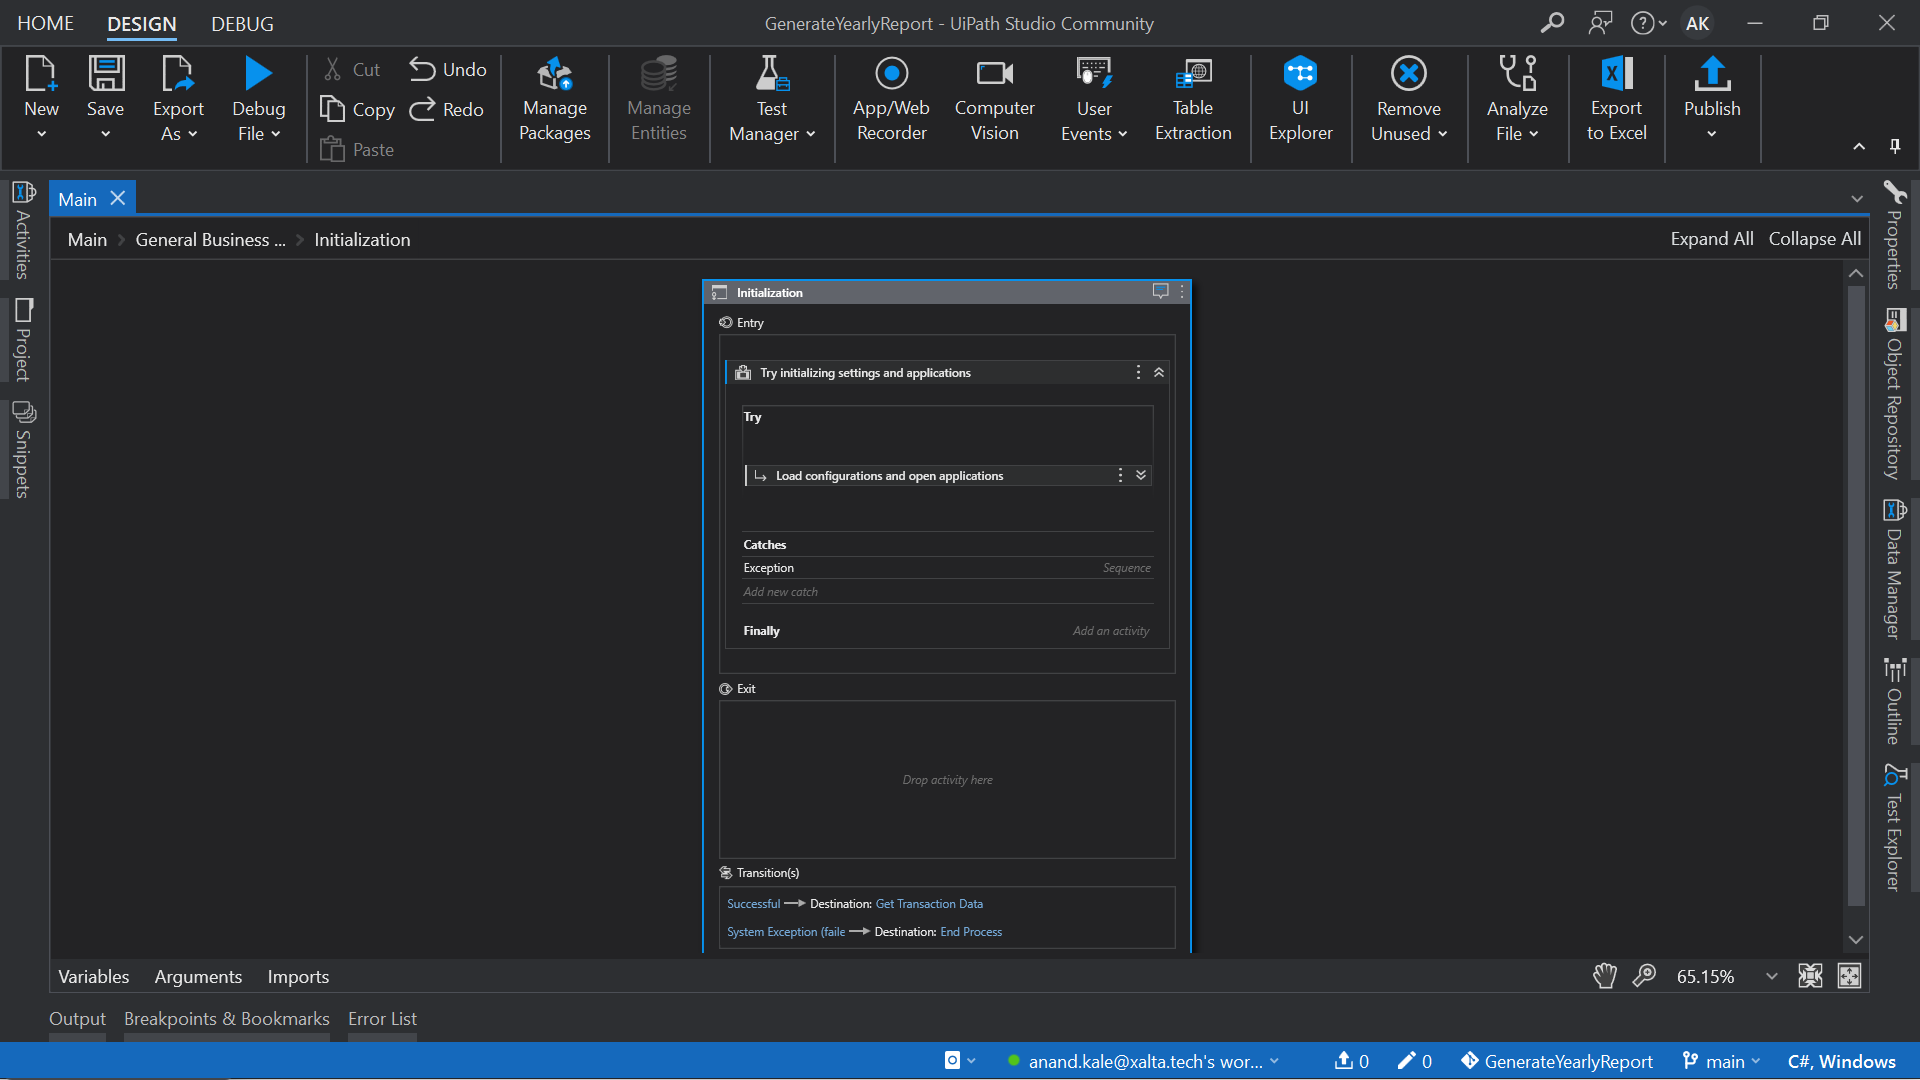 HOME DESIGN DEBUG
GenerateYearlyReport - UiPath Studio Community
AK
New
Save
Export As
Debug File
Cut
Copy
Paste
Undo
Redo
Manage Packages
Manage Entities
Test Manager
App/Web Recorder
Computer Vision
User Events
Table Extraction
UI Explorer
Remove Unused
Analyze File
Export to Excel
Publish
Activities
Project
Snippets
Main
Main General Business ... Initialization
Expand All Collapse All
Initialization
Entry
Try initializing settings and applications
Try
Load configurations and open applications
Catches
Exception Sequence
Add new catch
Finally Add an activity
Exit
Drop activity here
Transition(s)
Successful Destination: Get Transaction Data
System Exception (faile Destination: End Process
Properties
Object Repository
Data Manager
Outline
Test Explorer
Variables Arguments Imports
65.15%
Output Breakpoints & Bookmarks Error List
anand.kale@xalta.tech's wor... 0 0 GenerateYearlyReport main C#, Windows